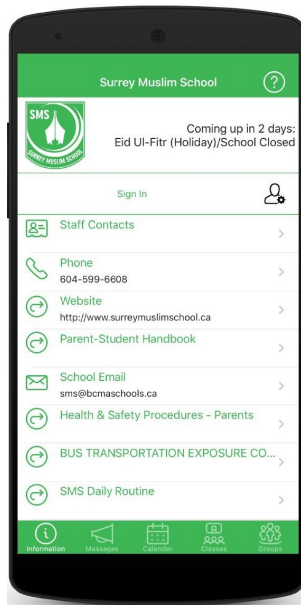 Surrey Muslim School
?
SMS
SURREY MUSLIM SCHOOL
Coming up in 2 days:
Eid Ul-Fitr (Holiday)/School Closed
Sign In
Staff Contacts
Phone
604-599-6608
Website
http://www.surreymuslimschool.ca
Parent-Student Handbook
School Email
sms@bcmaschools.ca
Health & Safety Procedures - Parents
BUS TRANSPORTATION EXPOSURE CO...
SMS Daily Routine
Information Messages Calendar Classes Groups